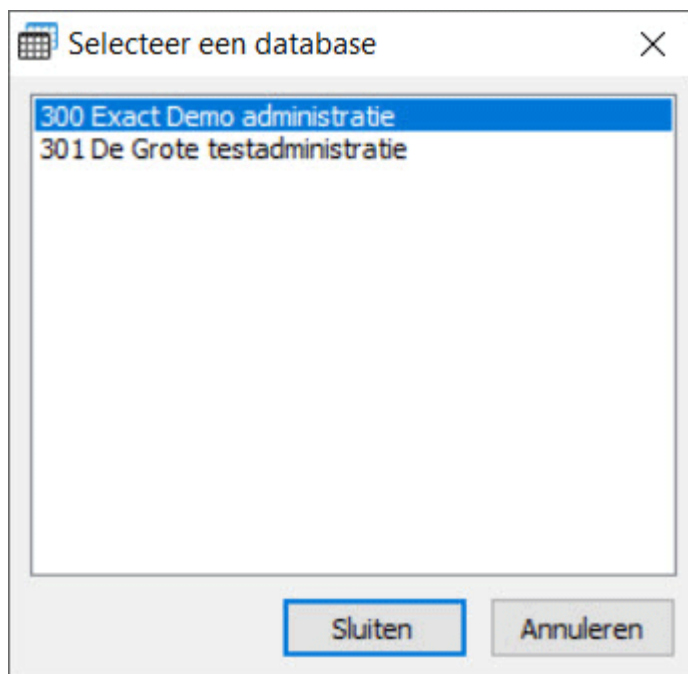 Selecteer een database
300 Exact Demo administratie
301 De Grote testadministratie
Sluiten
Annuleren